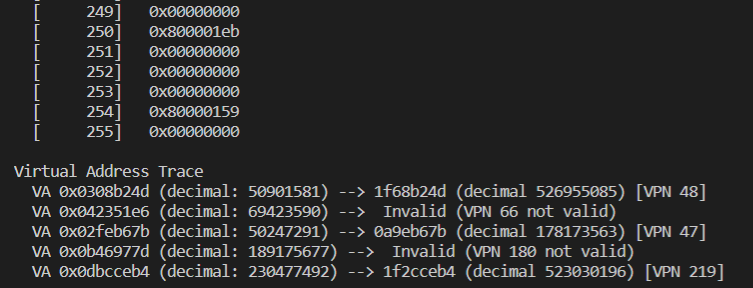 [     249]   0x00000000
[     250]   0x800001eb
[     251]   0x00000000
[     252]   0x00000000
[     253]   0x00000000
[     254]   0x80000159
[     255]   0x00000000
Virtual Address Trace
VA 0x0308b24d (decimal: 50901581) --> 1f68b24d (decimal 526955085) [VPN 48]
VA 0x042351e6 (decimal: 69423590) -->  Invalid (VPN 66 not valid)
VA 0x02feb67b (decimal: 50247291) --> 0a9eb67b (decimal 178173563) [VPN 47]
VA 0x0b46977d (decimal: 189175677) -->  Invalid (VPN 180 not valid)
VA 0x0dbcceb4 (decimal: 230477492) --> 1f2cceb4 (decimal 523030196) [VPN 219]